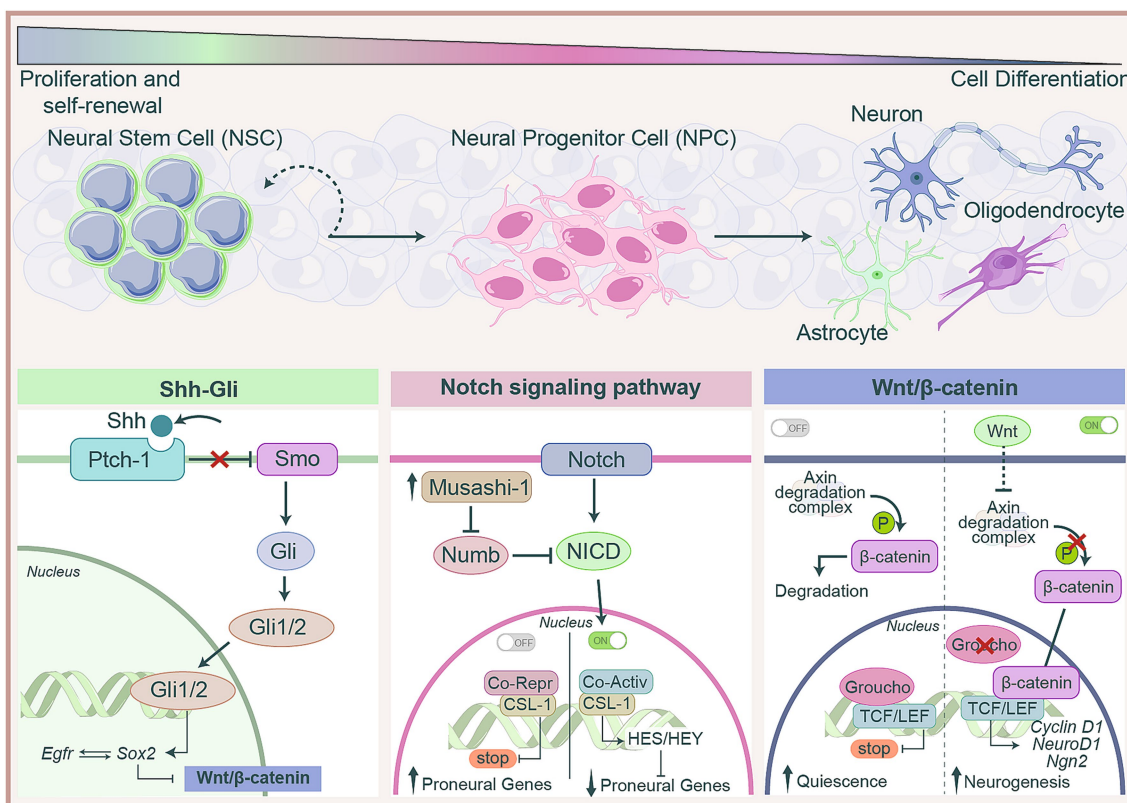 Proliferation and
self-renewal
Cell Differentiation
Neural Stem Cell (NSC)
Neural Progenitor Cell (NPC)
Neuron
Oligodendrocyte
Astrocyte
Shh-Gli
Shh
Ptch-1
Smo
Gli
Nucleus
Gli1/2
Gli1/2
Egfr
Sox2
Wnt/β-catenin
Notch signaling pathway
Notch
Musashi-1
Numb
NICD
Nucleus
OFF
ON
Co-Repr
CSL-1
stop
Proneural Genes
Co-Activ
CSL-1
HES/HEY
Proneural Genes
Wnt/β-catenin
OFF
Wnt
ON
Axin
degradation
complex
P
β-catenin
Degradation
Axin
degradation
complex
P
β-catenin
Nucleus
Groucho
TCF/LEF
stop
Quiescence
Groucho
β-catenin
TCF/LEF
Cyclin D1
NeuroD1
Ngn2
Neurogenesis